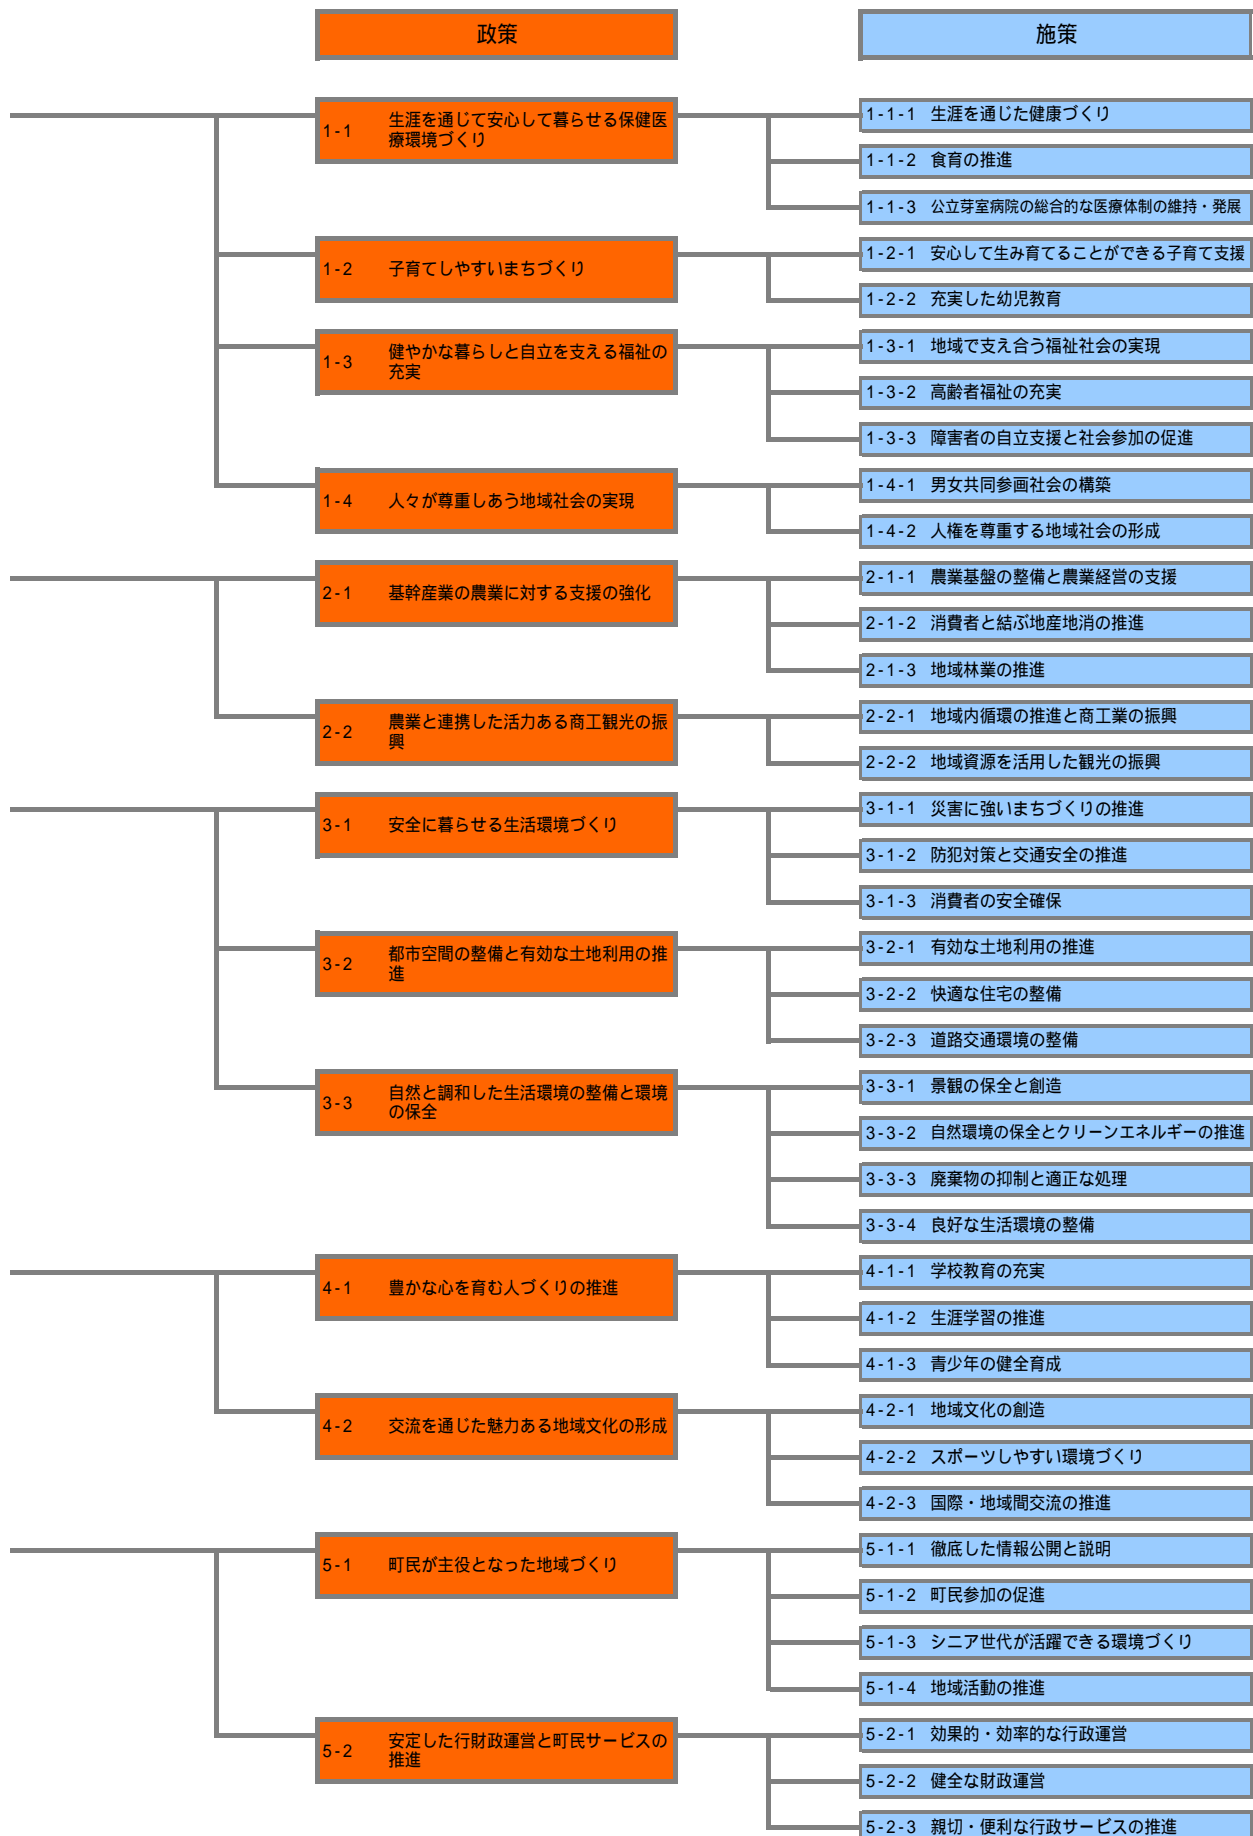 政策
施策
1-1 生涯を通じて安心して暮らせる保健医
療環境づくり
1-1-1 生涯を通じた健康づくり
1-1-2 食育の推進
1-1-3 公立芽室病院の総合的な医療体制の維持・発展
1-2 子育てしやすいまちづくり
1-2-1 安心して生み育てることができる子育て支援
1-2-2 充実した幼児教育
1-3 健やかな暮らしと自立を支える福祉の
充実
1-3-1 地域で支え合う福祉社会の実現
1-3-2 高齢者福祉の充実
1-3-3 障害者の自立支援と社会参加の促進
1-4 人々が尊重しあう地域社会の実現
1-4-1 男女共同参画社会の構築
1-4-2 人権を尊重する地域社会の形成
2-1 基幹産業の農業に対する支援の強化
2-1-1 農業基盤の整備と農業経営の支援
2-1-2 消費者と結ぶ地産地消の推進
2-1-3 地域林業の推進
2-2 農業と連携した活力ある商工観光の振
興
2-2-1 地域内循環の推進と商工業の振興
2-2-2 地域資源を活用した観光の振興
3-1 安全に暮らせる生活環境づくり
3-1-1 災害に強いまちづくりの推進
3-1-2 防犯対策と交通安全の推進
3-1-3 消費者の安全確保
3-2 都市空間の整備と有効な土地利用の推
進
3-2-1 有効な土地利用の推進
3-2-2 快適な住宅の整備
3-2-3 道路交通環境の整備
3-3 自然と調和した生活環境の整備と環境
の保全
3-3-1 景観の保全と創造
3-3-2 自然環境の保全とクリーンエネルギーの推進
3-3-3 廃棄物の抑制と適正な処理
3-3-4 良好な生活環境の整備
4-1 豊かな心を育む人づくりの推進
4-1-1 学校教育の充実
4-1-2 生涯学習の推進
4-1-3 青少年の健全育成
4-2 交流を通じた魅力ある地域文化の形成
4-2-1 地域文化の創造
4-2-2 スポーツしやすい環境づくり
4-2-3 国際・地域間交流の推進
5-1 町民が主役となった地域づくり
5-1-1 徹底した情報公開と説明
5-1-2 町民参加の促進
5-1-3 シニア世代が活躍できる環境づくり
5-1-4 地域活動の推進
5-2 安定した行財政運営と町民サービスの
推進
5-2-1 効果的・効率的な行政運営
5-2-2 健全な財政運営
5-2-3 親切・便利な行政サービスの推進